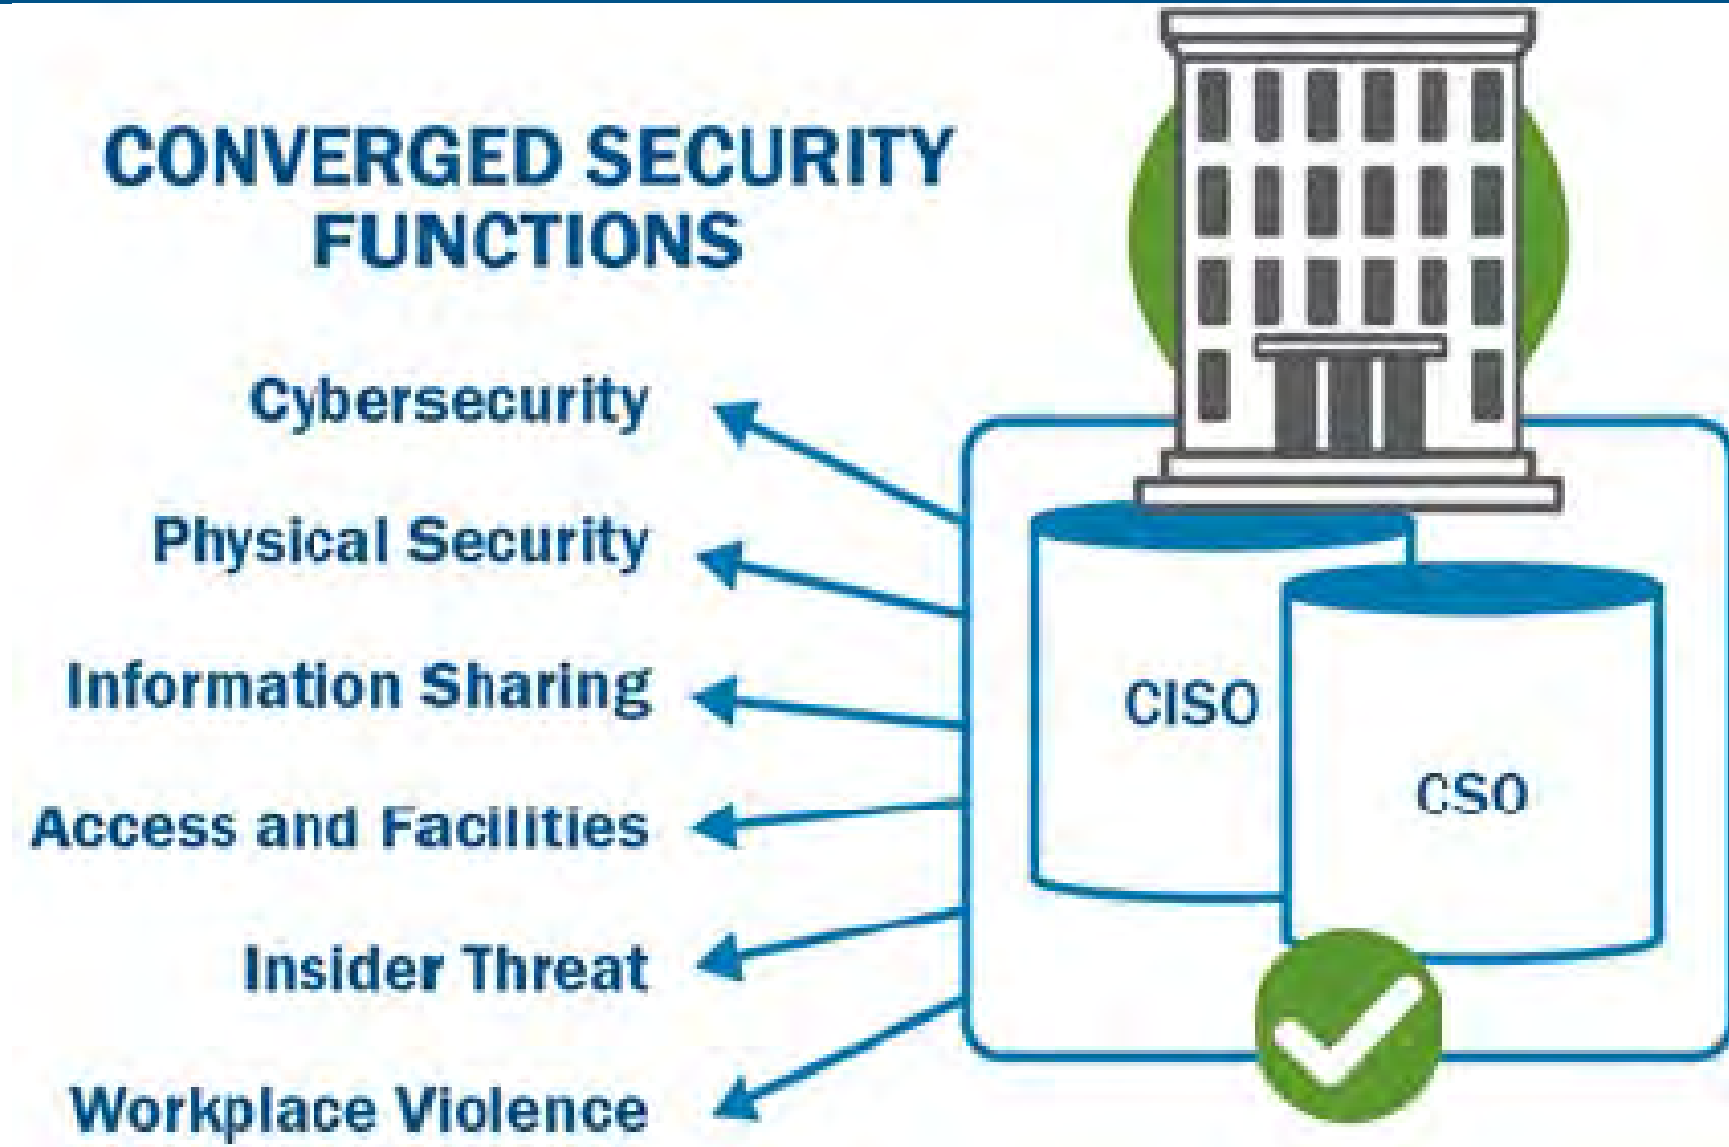 CONVERGED SECURITY
FUNCTIONS
Cybersecurity
Physical Security
Information Sharing
Access and Facilities
Insider Threat
Workplace Violence
CISO
CSO